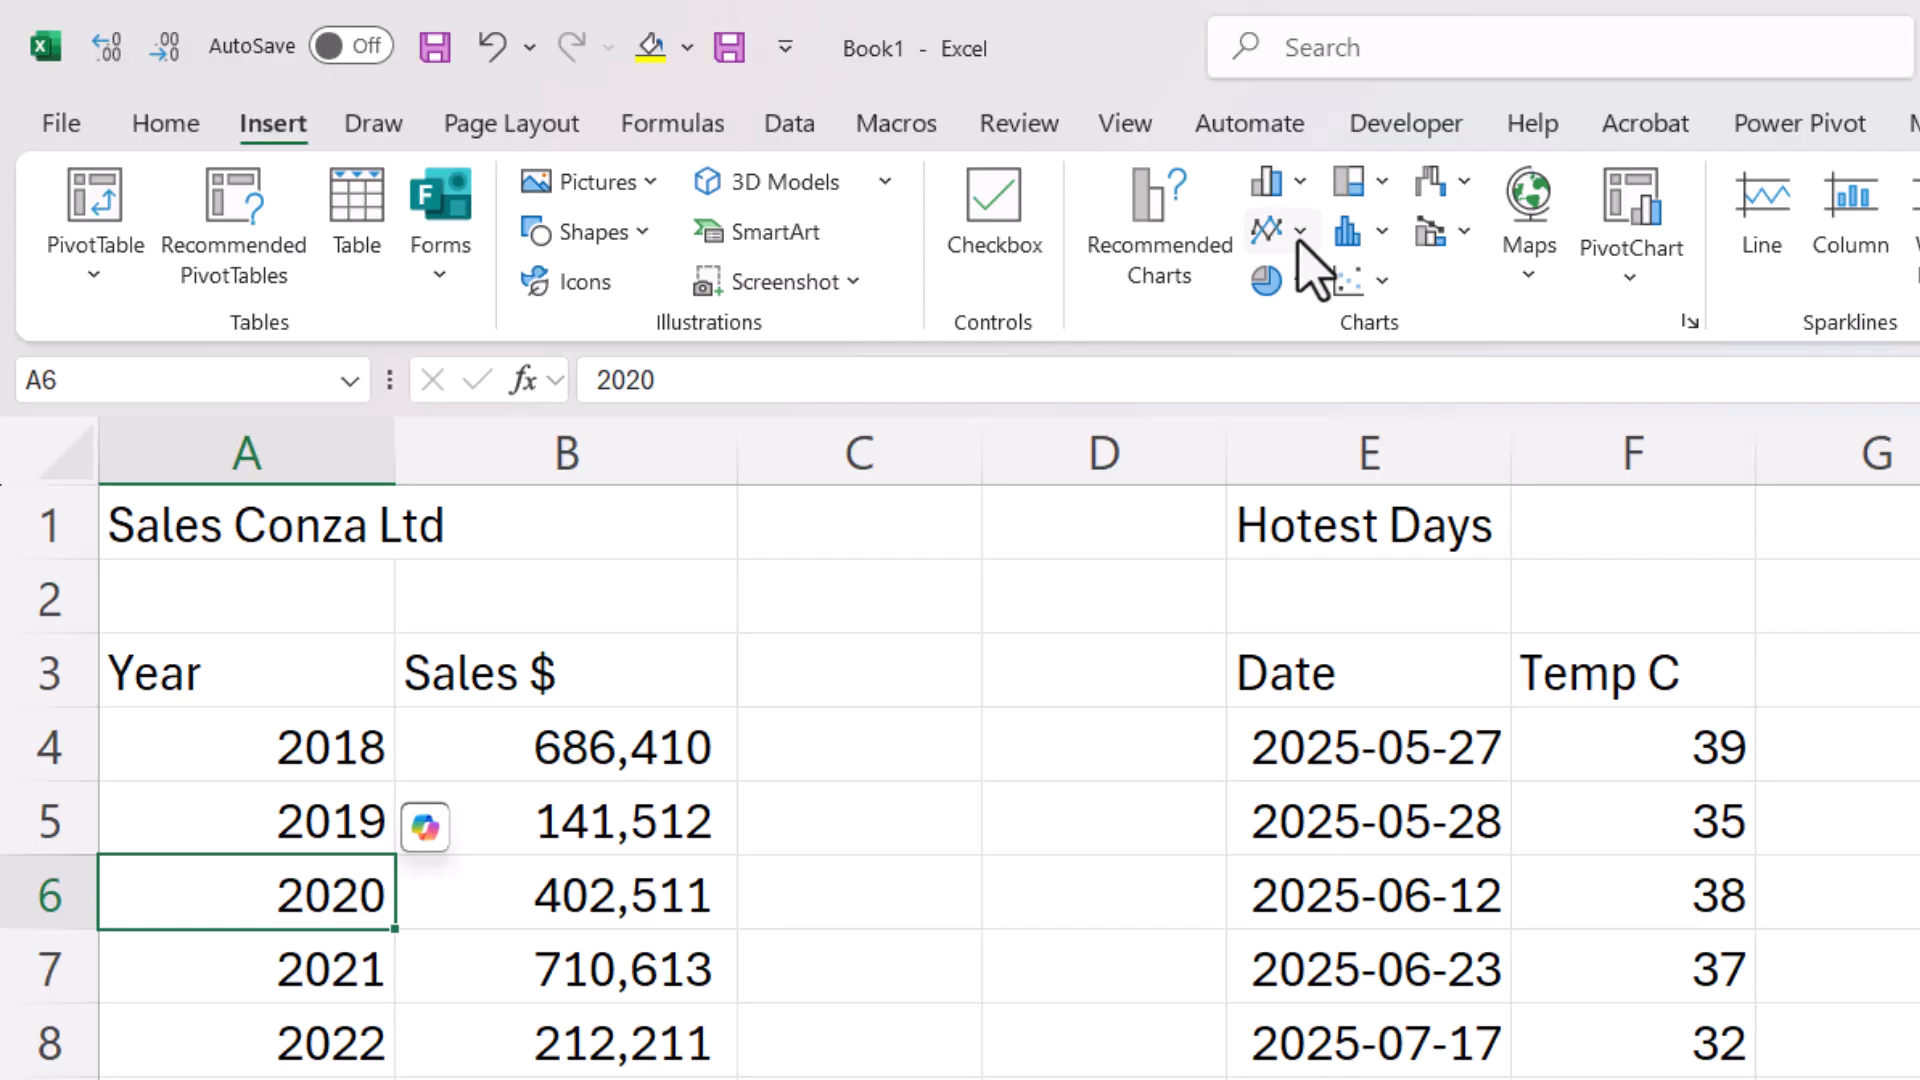 AutoSave Off Book1 - Excel Search
File Home Insert Draw Page Layout Formulas Data Macros Review View Automate Developer Help Acrobat Power Pivot
PivotTable
Recommended PivotTables
Table
Forms
Tables
Pictures
Shapes
Icons
3D Models
SmartArt
Screenshot
Illustrations
Checkbox
Controls
Recommended Charts
Maps
PivotChart
Charts
Line
Column
Sparklines
A6 fx 2020
A B C D E F G
1 Sales Conza Ltd Hotest Days
2
3 Year Sales $ Date Temp C
4 2018 686,410 2025-05-27 39
5 2019 141,512 2025-05-28 35
6 2020 402,511 2025-06-12 38
7 2021 710,613 2025-06-23 37
8 2022 212,211 2025-07-17 32